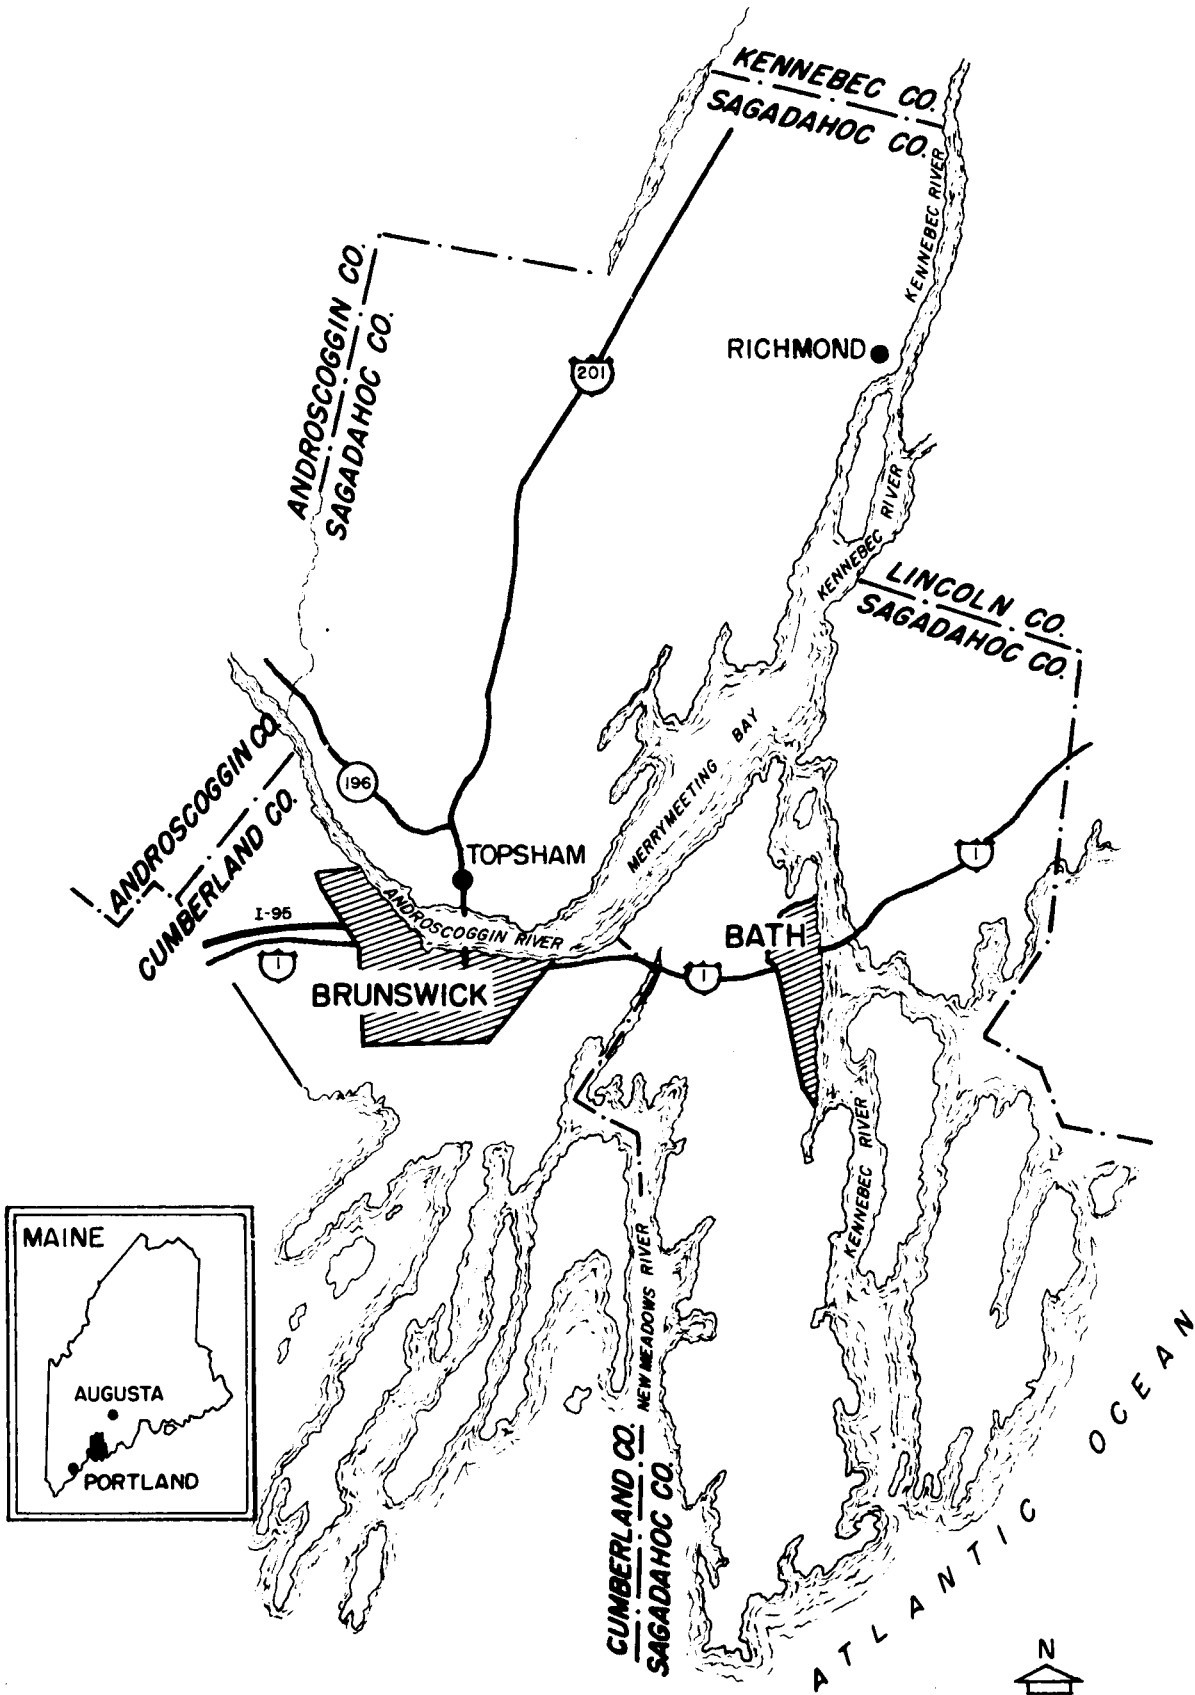 KENNEBEC CO.
SAGADAHOC CO.
KENNEBEC RIVER
ANDROSCOGGIN CO.
SAGADAHOC CO.
RICHMOND
201
KENNEBEC RIVER
LINCOLN CO.
SAGADAHOC CO.
MERRYMEETING BAY
ANDROSCOGGIN CO.
CUMBERLAND CO.
196
TOPSHAM
1
ANDROSCOGGIN RIVER
I-95
1
BATH
1
BRUNSWICK
KENNEBEC RIVER
NEW MEADOWS RIVER
MAINE
AUGUSTA
PORTLAND
CUMBERLAND CO.
SAGADAHOC CO.
ATLANTIC OCEAN
N